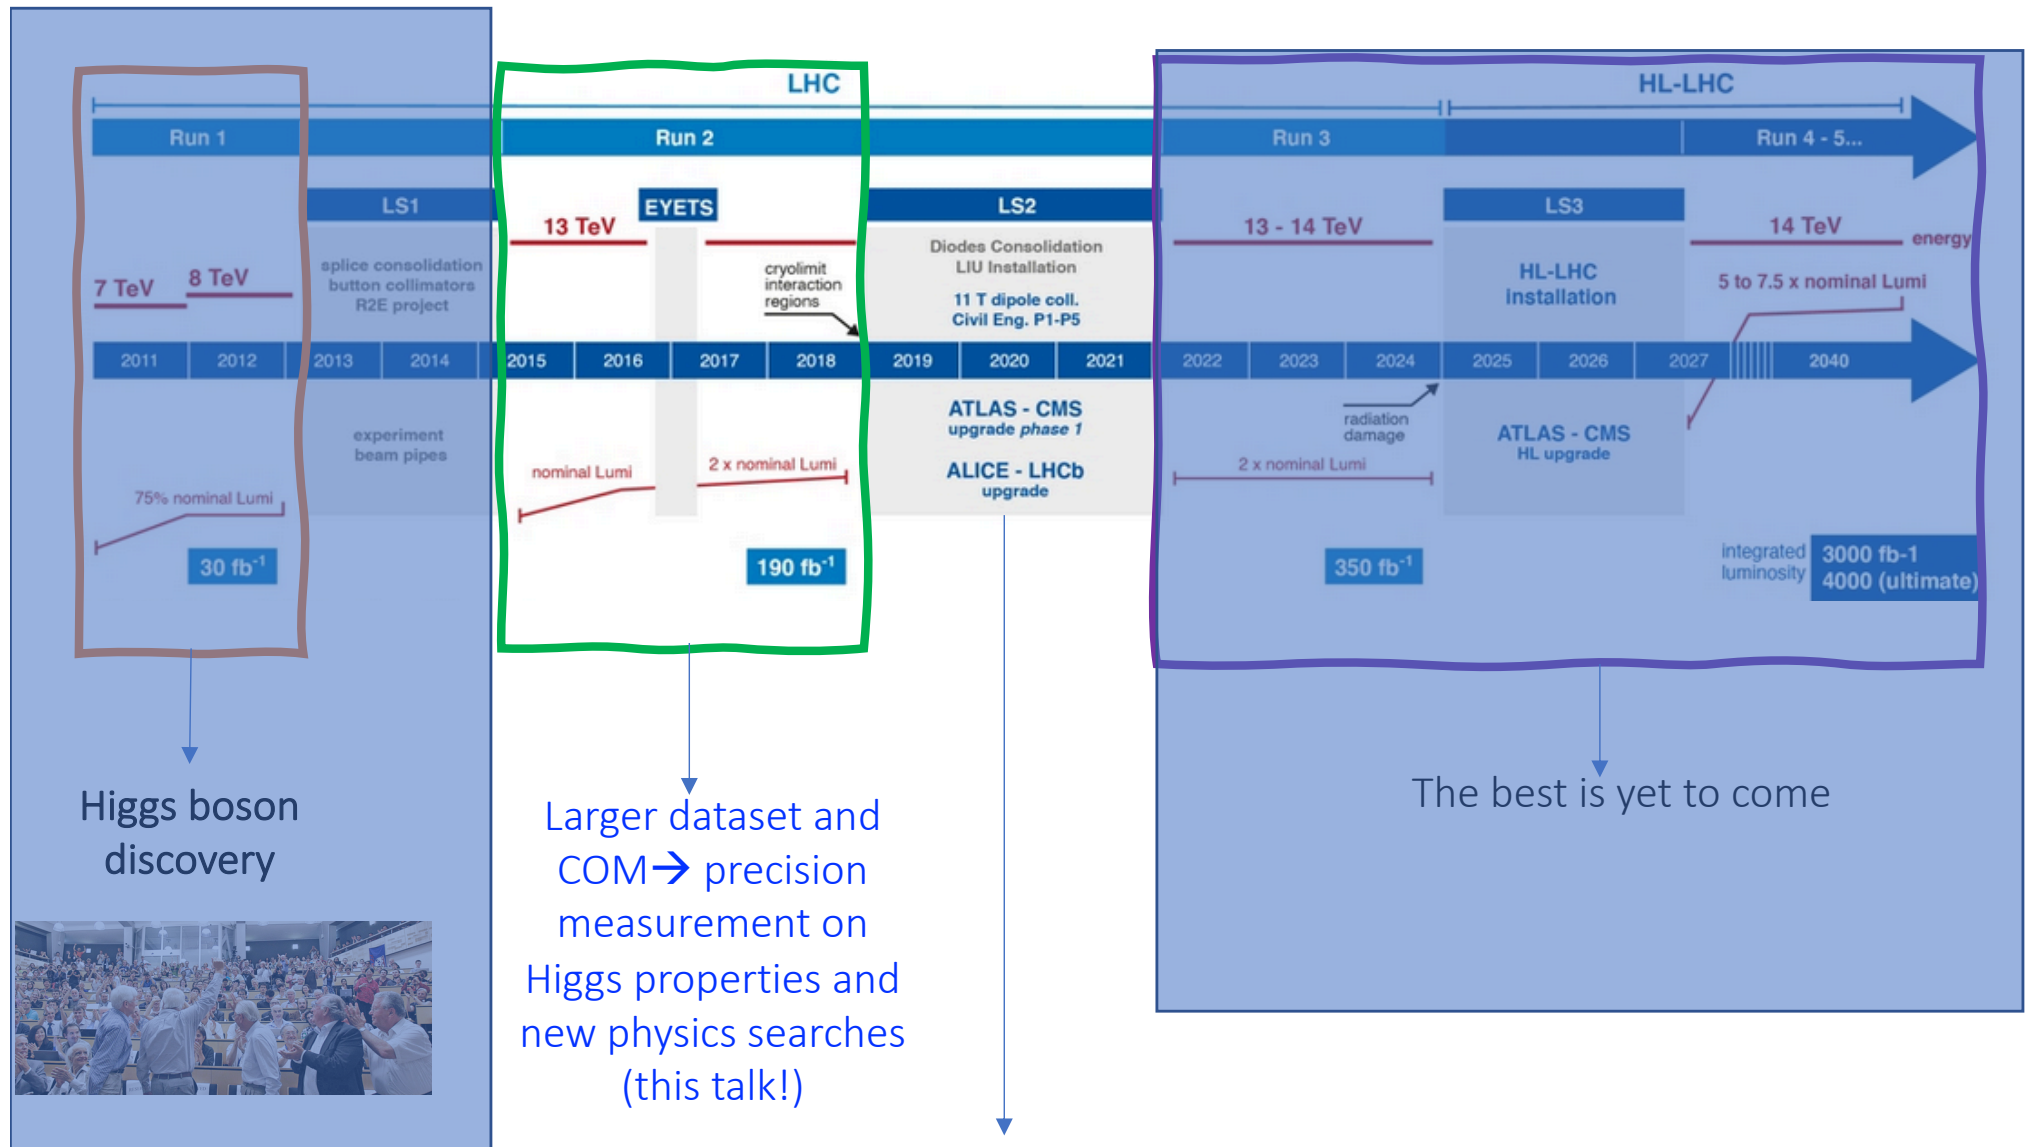 LHC
HL-LHC
Run 1
Run 2
Run 3
Run 4 - 5...
LS1
EYETS
LS2
LS3
7 TeV
8 TeV
13 TeV
13 - 14 TeV
14 TeV
energy
splice consolidation
button collimators
R2E project
cryolimit
interaction
regions
Diodes Consolidation
LIU Installation
11 T dipole coll.
Civil Eng. P1-P5
HL-LHC
installation
5 to 7.5 x nominal Lumi
2011 2012 2013 2014 2015 2016 2017 2018 2019 2020 2021 2022 2023 2024 2025 2026 2027 2040
experiment
beam pipes
ATLAS - CMS
upgrade phase 1
ALICE - LHCb
upgrade
radiation
damage
ATLAS - CMS
HL upgrade
75% nominal Lumi
nominal Lumi
2 x nominal Lumi
2 x nominal Lumi
30 fb-1
190 fb-1
350 fb-1
integrated
luminosity
3000 fb-1
4000 (ultimate)
Higgs boson
discovery
Larger dataset and
COM→ precision
measurement on
Higgs properties and
new physics searches
(this talk!)
The best is yet to come